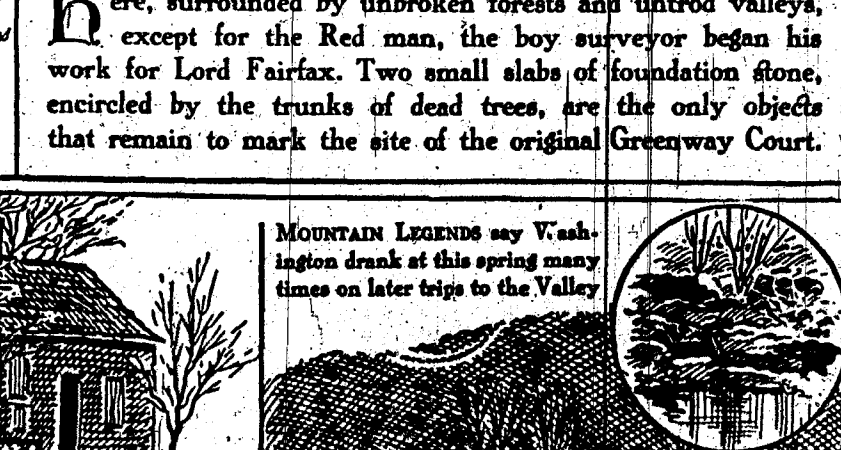 Here, surrounded by unbroken forests and untrod valleys,
except for the Red man, the boy surveyor began his
work for Lord Fairfax. Two small slabs of foundation stone,
encircled by the trunks of dead trees, are the only objects
that remain to mark the site of the original Greenway Court.
MOUNTAIN LEGENDS say Wash-
ington drank at this spring many
times on later trips to the Valley